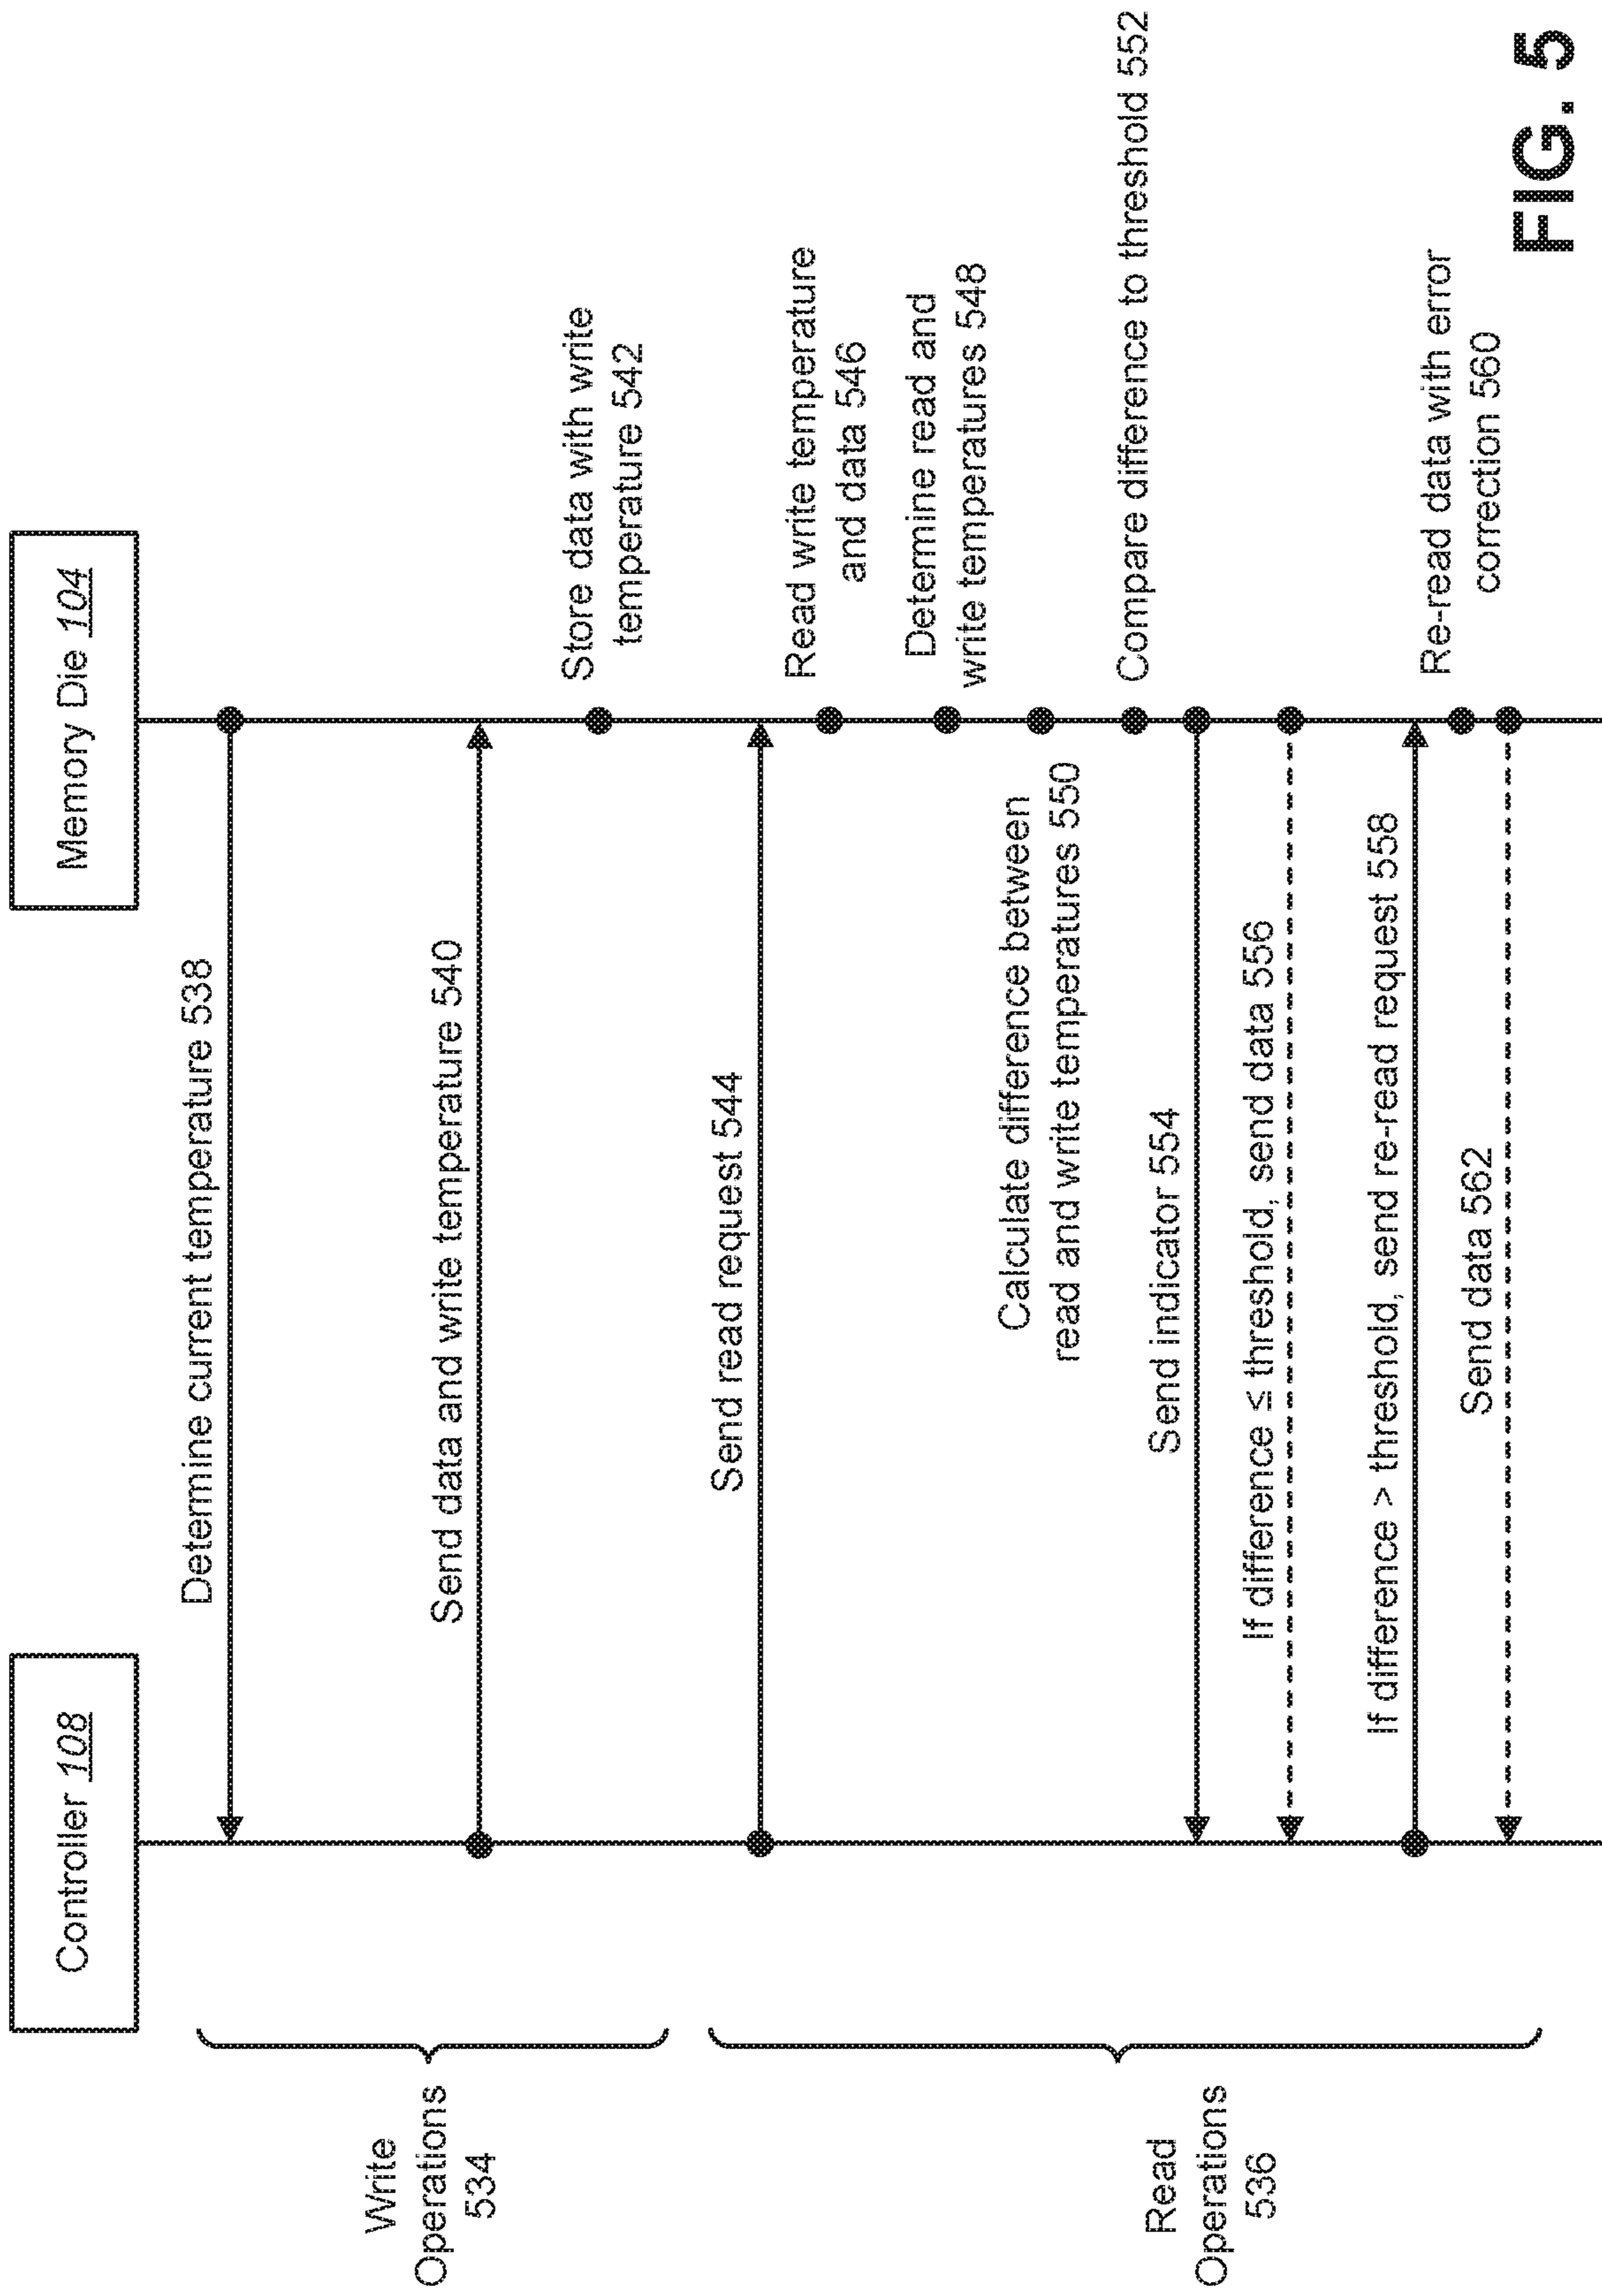 Controller 108
Memory Die 104
Write
Operations
534
Determine current temperature 538
Send data and write temperature 540
Store data with write
temperature 542
Read
Operations
536
Send read request 544
Read write temperature
and data 546
Determine read and
write temperatures 548
Calculate difference between
read and write temperatures 550
Compare difference to threshold 552
Send indicator 554
If difference ≤ threshold, send data 556
If difference > threshold, send re-read request 558
Re-read data with error
correction 560
Send data 562
FIG. 5